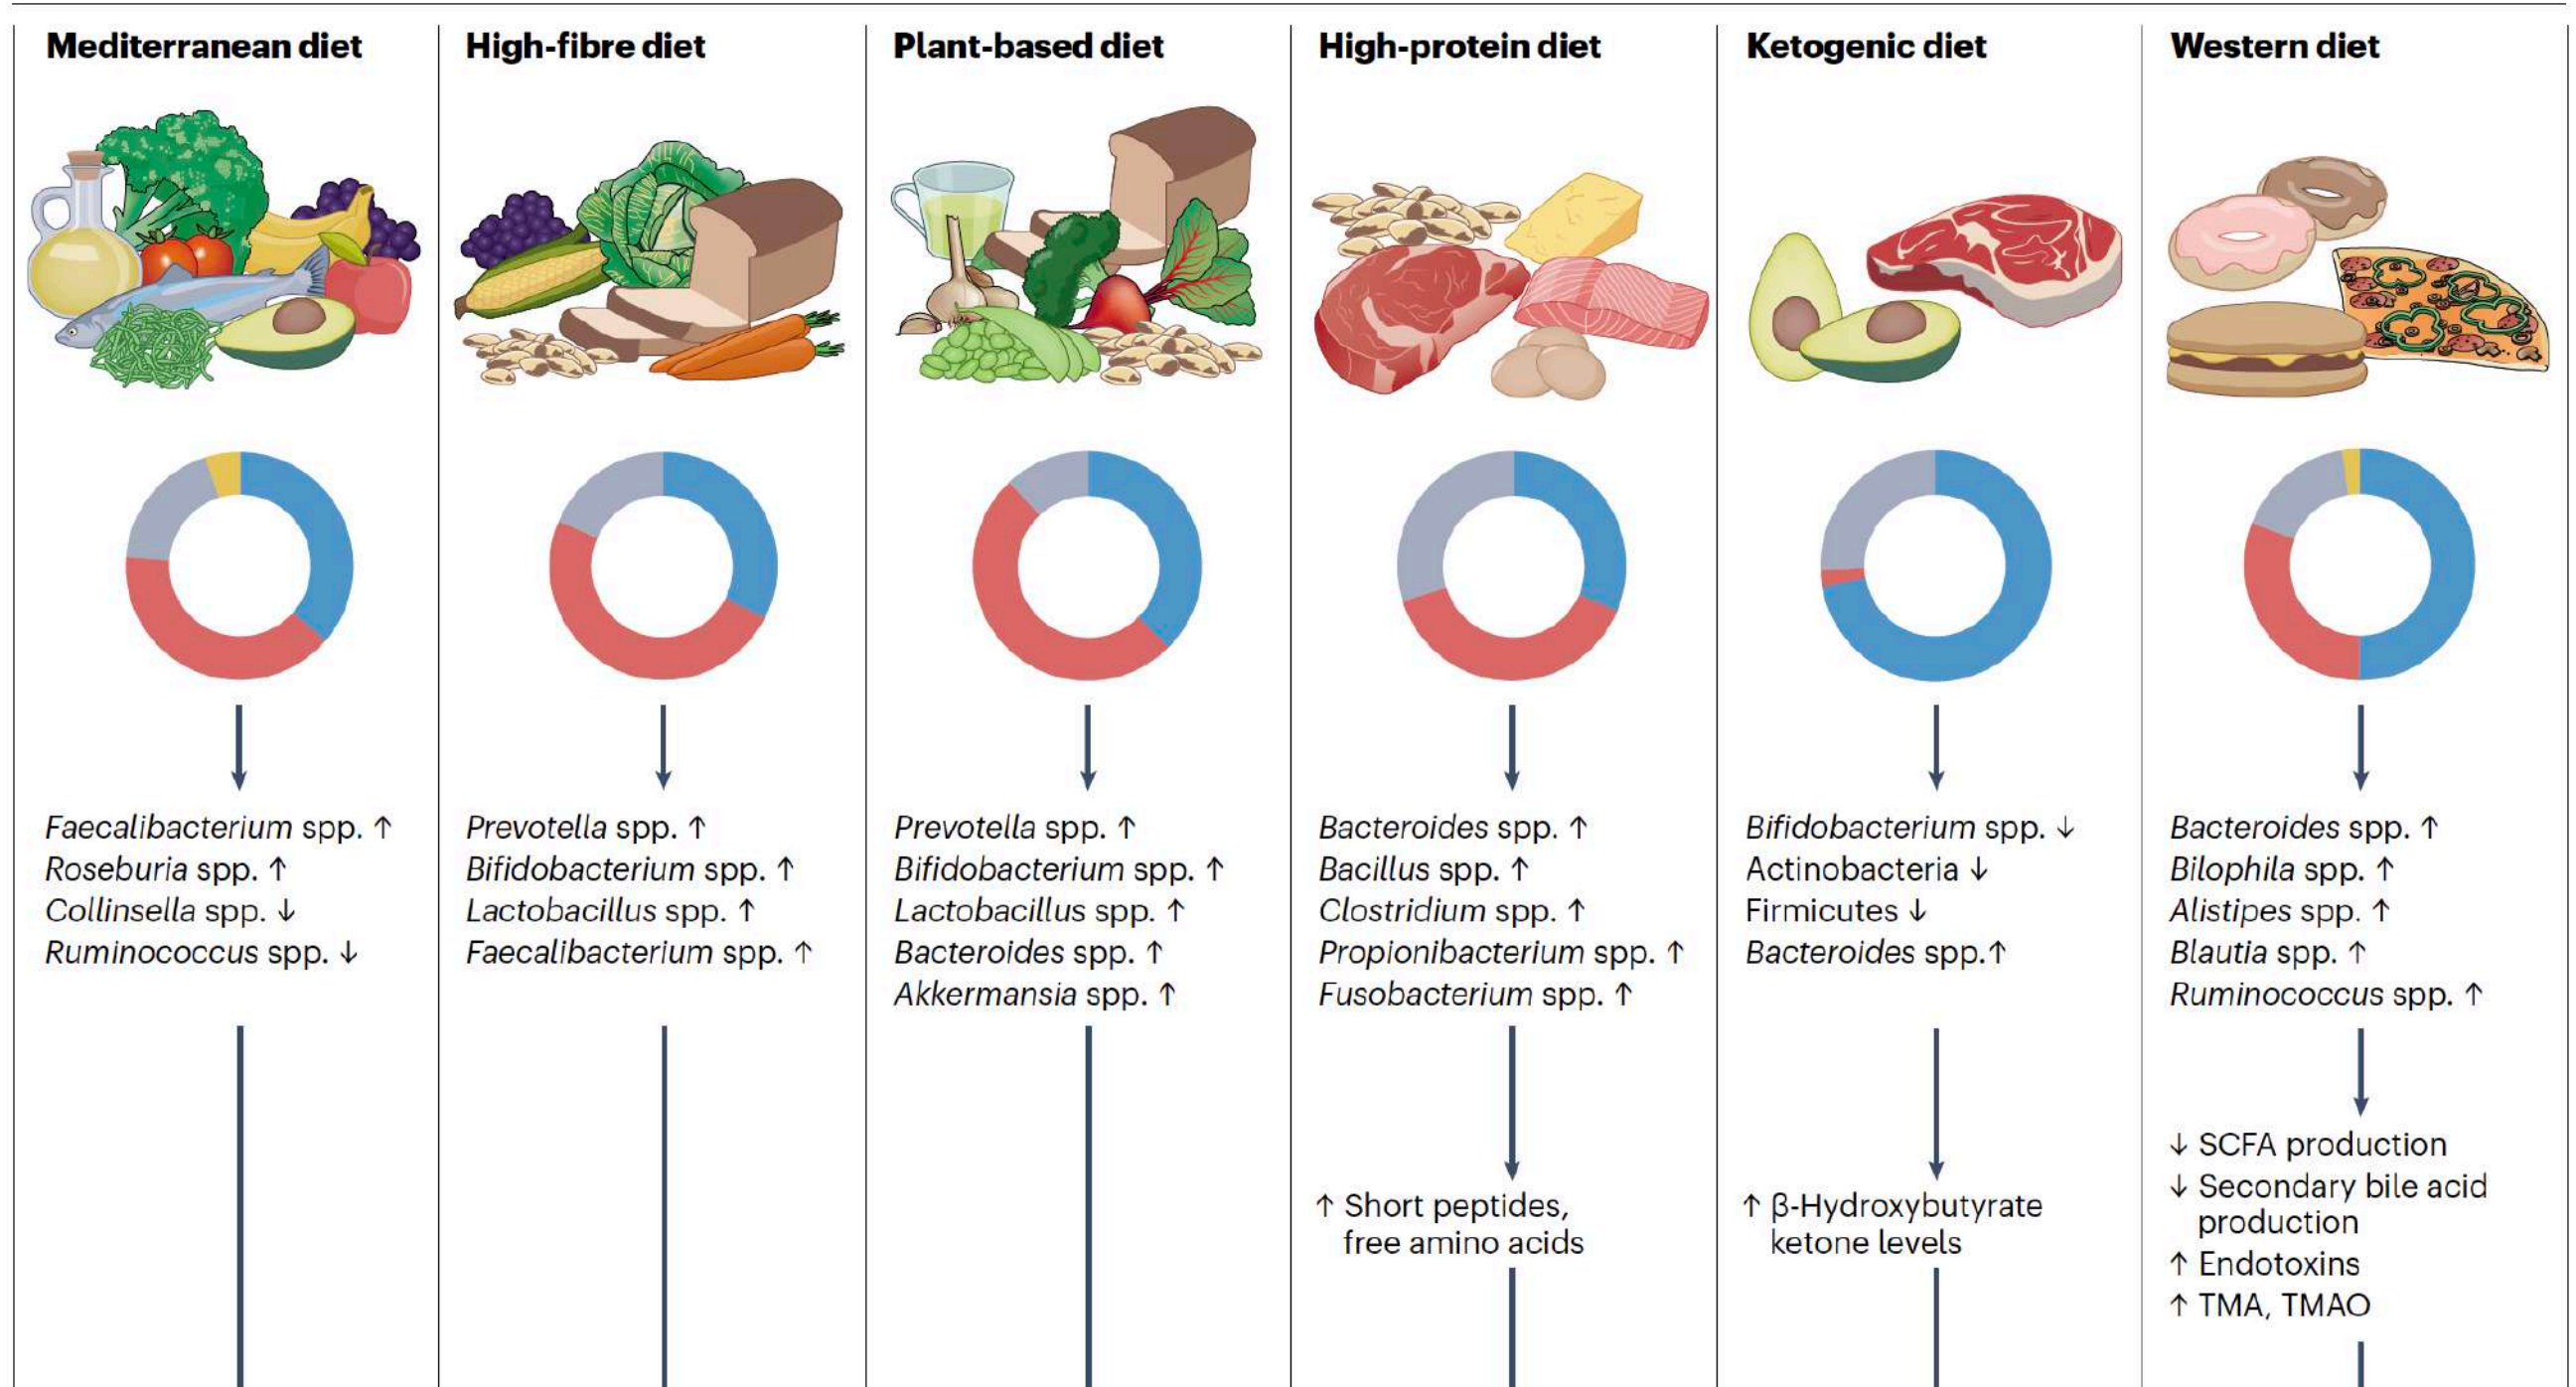 Mediterranean diet
Faecalibacterium spp. ↑
Roseburia spp. ↑
Collinsella spp. ↓
Ruminococcus spp. ↓
High-fibre diet
Prevotella spp. ↑
Bifidobacterium spp. ↑
Lactobacillus spp. ↑
Faecalibacterium spp. ↑
Plant-based diet
Prevotella spp. ↑
Bifidobacterium spp. ↑
Lactobacillus spp. ↑
Bacteroides spp. ↑
Akkermansia spp. ↑
High-protein diet
Bacteroides spp. ↑
Bacillus spp. ↑
Clostridium spp. ↑
Propionibacterium spp. ↑
Fusobacterium spp. ↑
↑ Short peptides,
free amino acids
Ketogenic diet
Bifidobacterium spp. ↓
Actinobacteria ↓
Firmicutes ↓
Bacteroides spp.↑
↑ β-Hydroxybutyrate
ketone levels
Western diet
Bacteroides spp. ↑
Bilophila spp. ↑
Alistipes spp. ↑
Blautia spp. ↑
Ruminococcus spp. ↑
↓ SCFA production
↓ Secondary bile acid
production
↑ Endotoxins
↑ TMA, TMAO